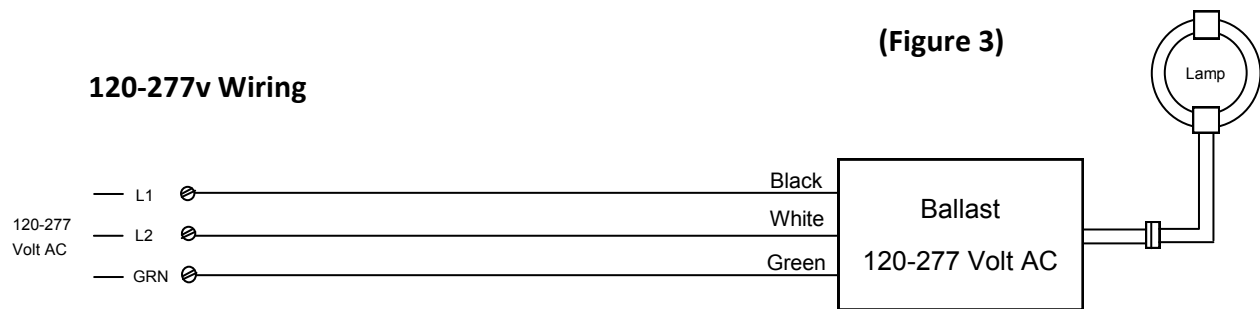 (Figure 3)
120-277v Wiring
Lamp
L1
Black
120-277
Volt AC
L2
White
GRN
Green
Ballast
120-277 Volt AC